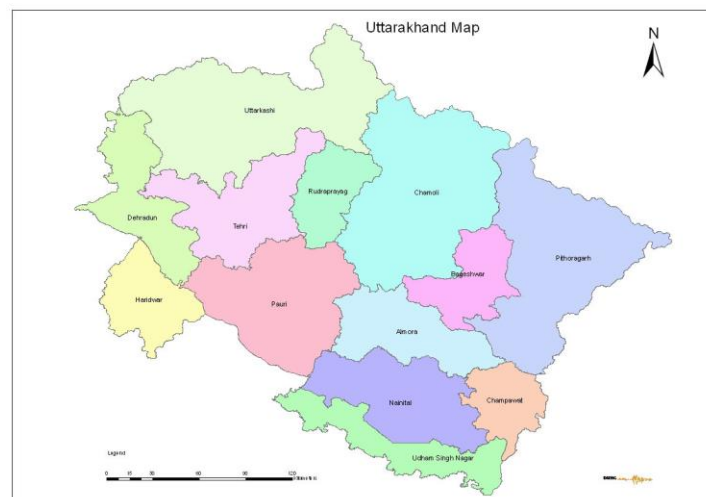 Uttarakhand Map
N
Uttarkashi
Rudraprayag
Chamoli
Dehradun
Tehri
Pithoragarh
Bageshwar
Haridwar
Pauri
Almora
Nainital
Champawat
Udham Singh Nagar
Legend
0
15
30
60
90
120